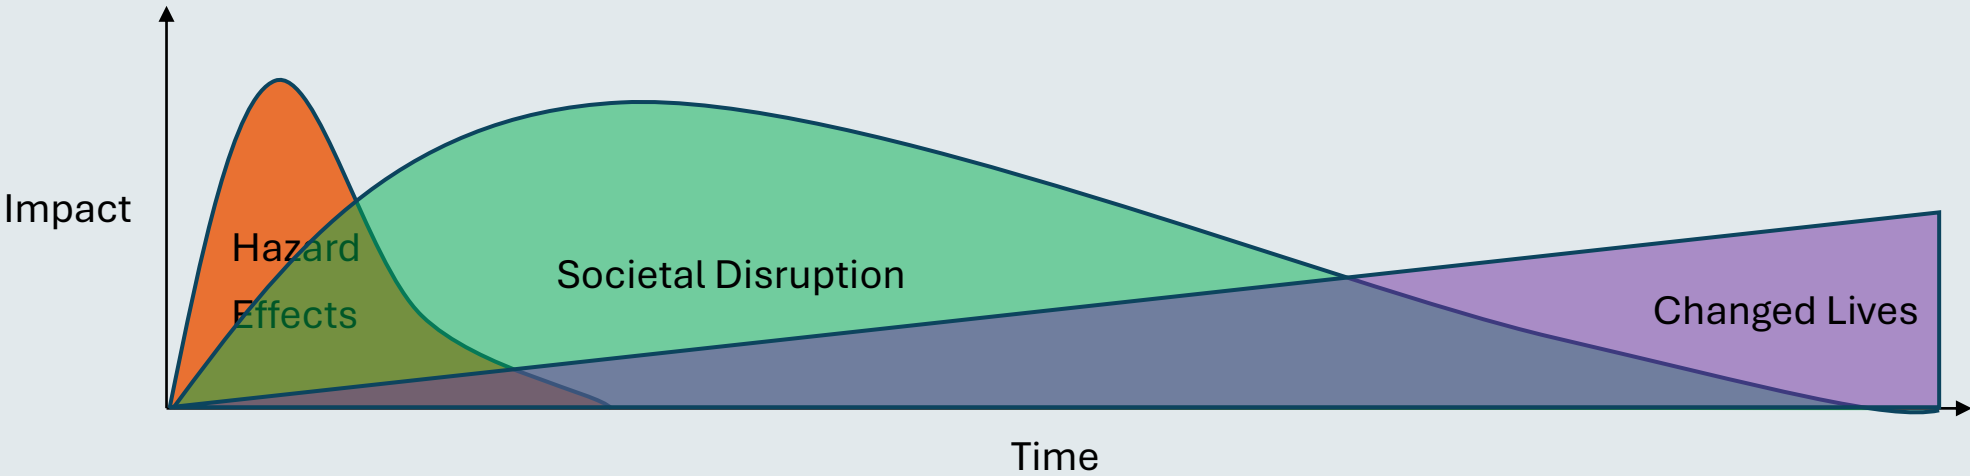 Impact
Hazard
Effects
Societal Disruption
Changed Lives
Time